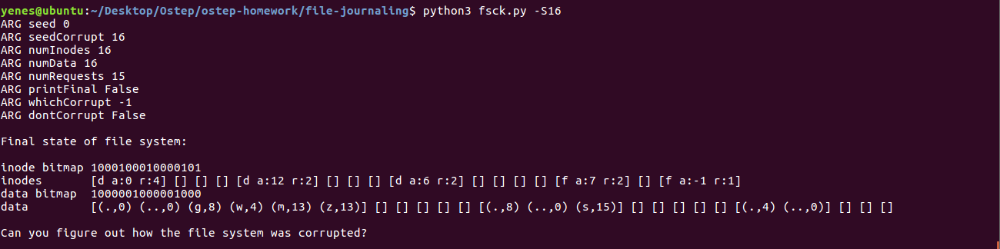 yenes@ubuntu:~/Desktop/Ostep/ostep-homework/file-journaling$ python3 fsck.py -S16
ARG seed 0
ARG seedCorrupt 16
ARG numInodes 16
ARG numData 16
ARG numRequests 15
ARG printFinal False
ARG whichCorrupt -1
ARG dontCorrupt False
Final state of file system:
inode bitmap 1000100010000101
inodes [d a:0 r:4] [] [] [] [d a:12 r:2] [] [] [] [d a:6 r:2] [] [] [] [] [f a:7 r:2] [] [f a:-1 r:1]
data bitmap 1000001000001000
data [(.,0) (..,0) (g,8) (w,4) (m,13) (z,13)] [] [] [] [] [] [(.,8) (..,0) (s,15)] [] [] [] [] [] [(.,4) (..,0)] [] [] []
Can you figure out how the file system was corrupted?